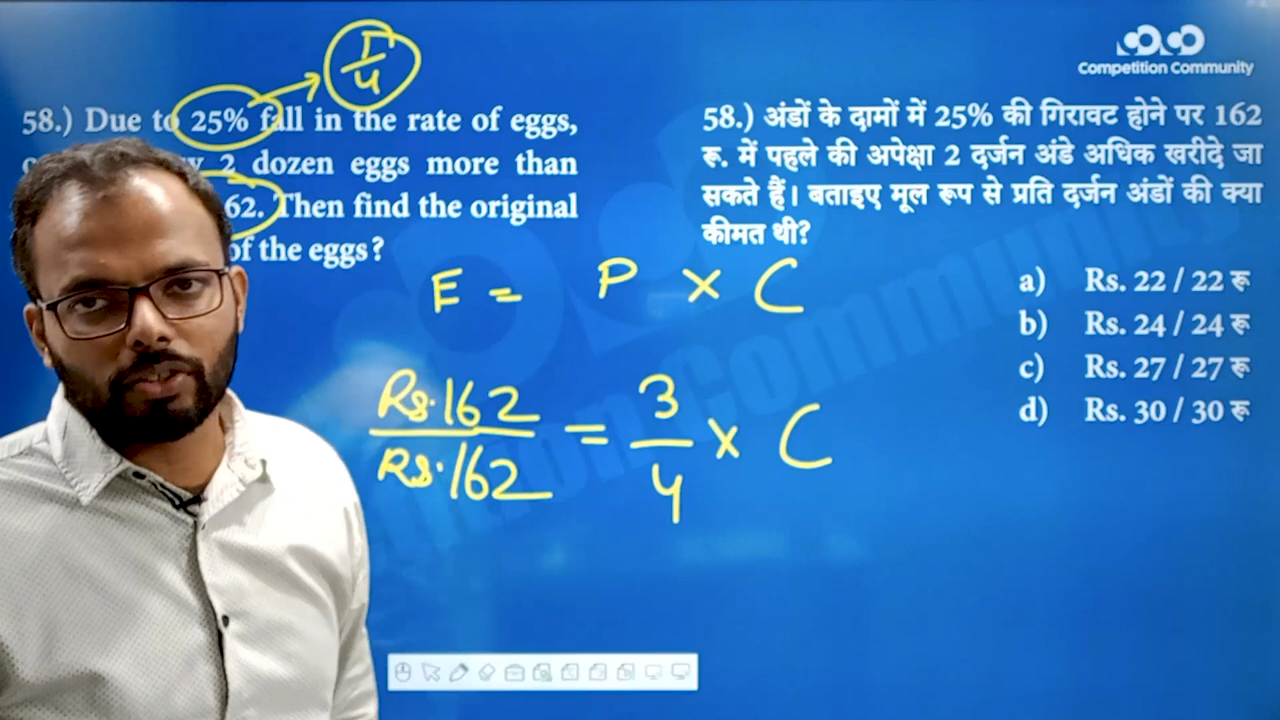 58.) Due to 25% fall in the rate of eggs,
2 dozen eggs more than
62. Then find the original
of the eggs?
1/4
Competition Community
58.) अंडों के दामों में 25% की गिरावट होने पर 162
रू. में पहले की अपेक्षा 2 दर्जन अंडे अधिक खरीदे जा
सकते हैं। बताइए मूल रूप से प्रति दर्जन अंडों की क्या
कीमत थी?
a) Rs. 22 / 22 रू
b) Rs. 24 / 24 रू
c) Rs. 27 / 27 रू
d) Rs. 30 / 30 रू
E = P × C
Rs.162/Rs.162 = 3/4 × C